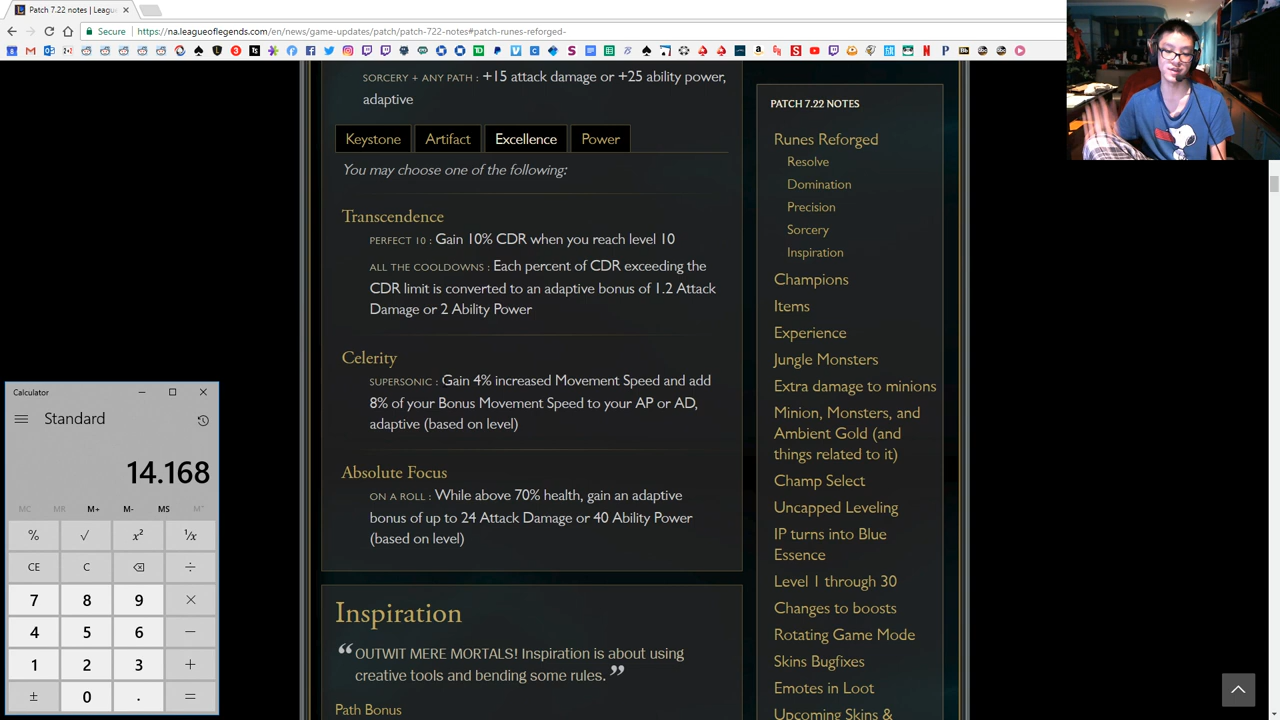 Patch 7.22 notes | Leagu
Secure
https://na.leagueoflegends.com/en/news/game-updates/patch/patch-722-notes#patch-runes-reforged-
SORCERY + ANY PATH : +15 attack damage or +25 ability power,
adaptive
Keystone Artifact Excellence Power
You may choose one of the following:
Transcendence
PERFECT 10 : Gain 10% CDR when you reach level 10
ALL THE COOLDOWNS : Each percent of CDR exceeding the
CDR limit is converted to an adaptive bonus of 1.2 Attack
Damage or 2 Ability Power
Celerity
SUPERSONIC : Gain 4% increased Movement Speed and add
8% of your Bonus Movement Speed to your AP or AD,
adaptive (based on level)
Absolute Focus
ON A ROLL : While above 70% health, gain an adaptive
bonus of up to 24 Attack Damage or 40 Ability Power
(based on level)
Inspiration
“OUTWIT MERE MORTALS! Inspiration is about using
creative tools and bending some rules.”
Path Bonus
PATCH 7.22 NOTES
Runes Reforged
Resolve
Domination
Precision
Sorcery
Inspiration
Champions
Items
Experience
Jungle Monsters
Extra damage to minions
Minion, Monsters, and
Ambient Gold (and
things related to it)
Champ Select
Uncapped Leveling
IP turns into Blue
Essence
Level 1 through 30
Changes to boosts
Rotating Game Mode
Skins Bugfixes
Emotes in Loot
Upcoming Skins &
Calculator
Standard
14.168
MC MR M+ M- MS M˅
% √ x² ¹/x
CE C ÷
7 8 9 ×
4 5 6 −
1 2 3 +
± 0 . =